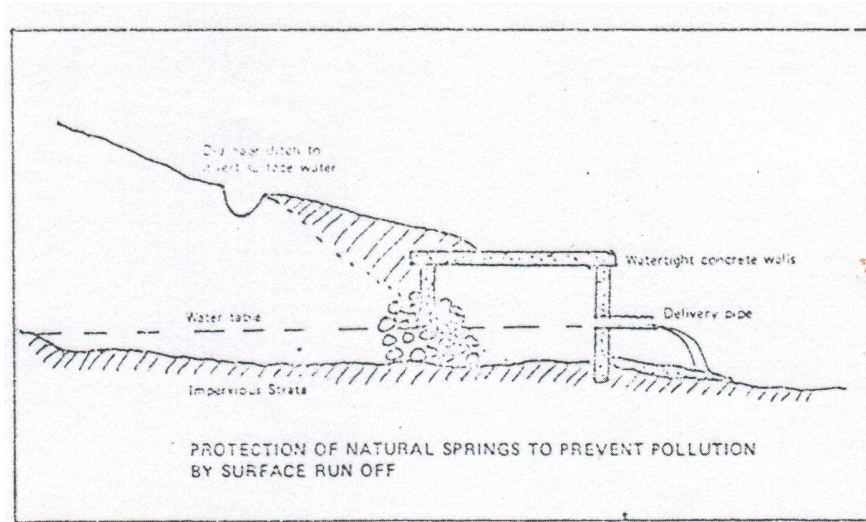 Drainage ditch to
divert surface water
Watertight concrete walls
Water table
Delivery pipe
Impervious Strata
PROTECTION OF NATURAL SPRINGS TO PREVENT POLLUTION
BY SURFACE RUN OFF